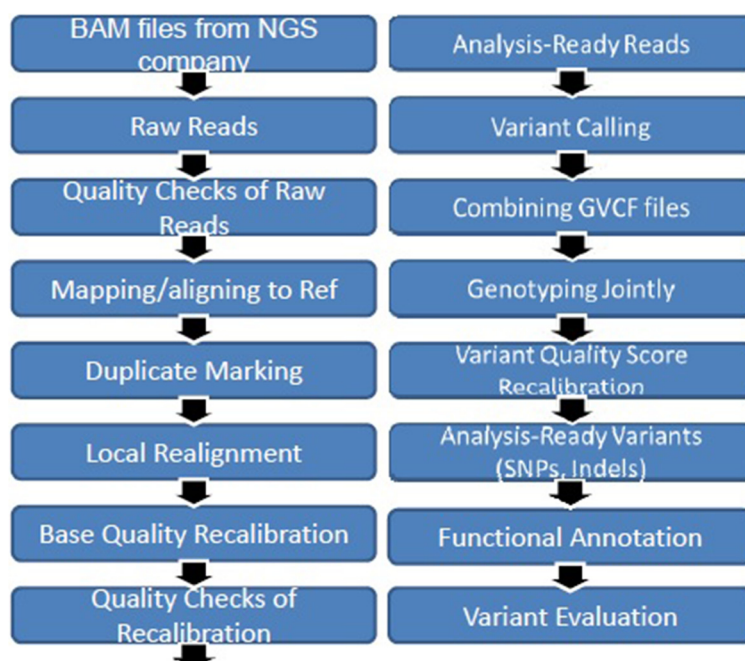 BAM files from NGS
company
Raw Reads
Quality Checks of Raw
Reads
Mapping/aligning to Ref
Duplicate Marking
Local Realignment
Base Quality Recalibration
Quality Checks of
Recalibration
Analysis-Ready Reads
Variant Calling
Combining GVCF files
Genotyping Jointly
Variant Quality Score
Recalibration
Analysis-Ready Variants
(SNPs, Indels)
Functional Annotation
Variant Evaluation